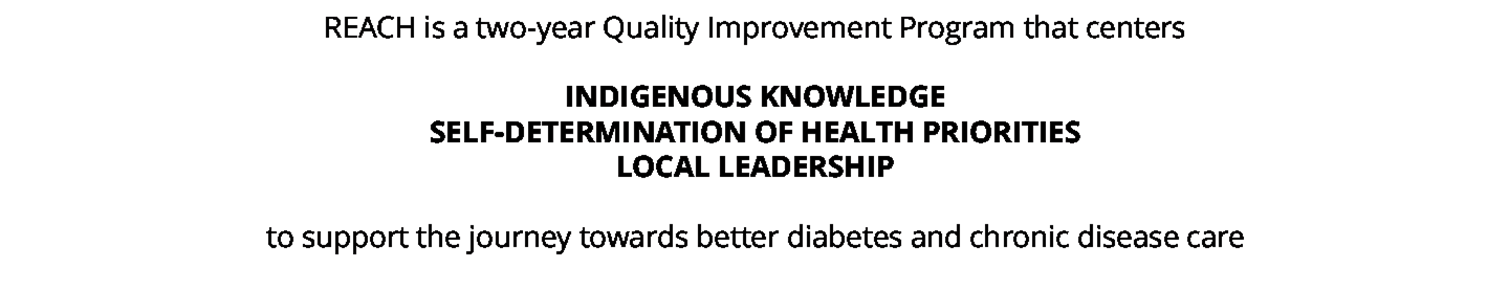 REACH is a two-year Quality Improvement Program that centers
INDIGENOUS KNOWLEDGE
SELF-DETERMINATION OF HEALTH PRIORITIES
LOCAL LEADERSHIP
to support the journey towards better diabetes and chronic disease care